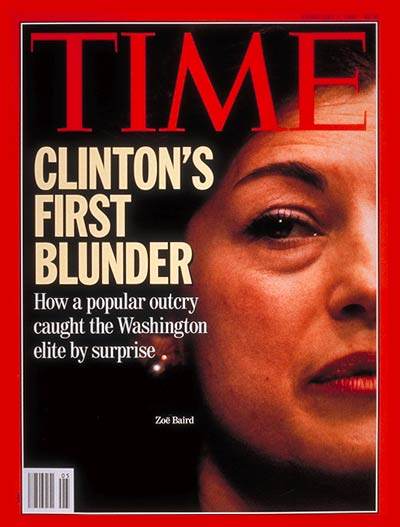 TIME
CLINTON'S
FIRST
BLUNDER
How a popular outcry
caught the Washington
elite by surprise
Zoë Baird
05